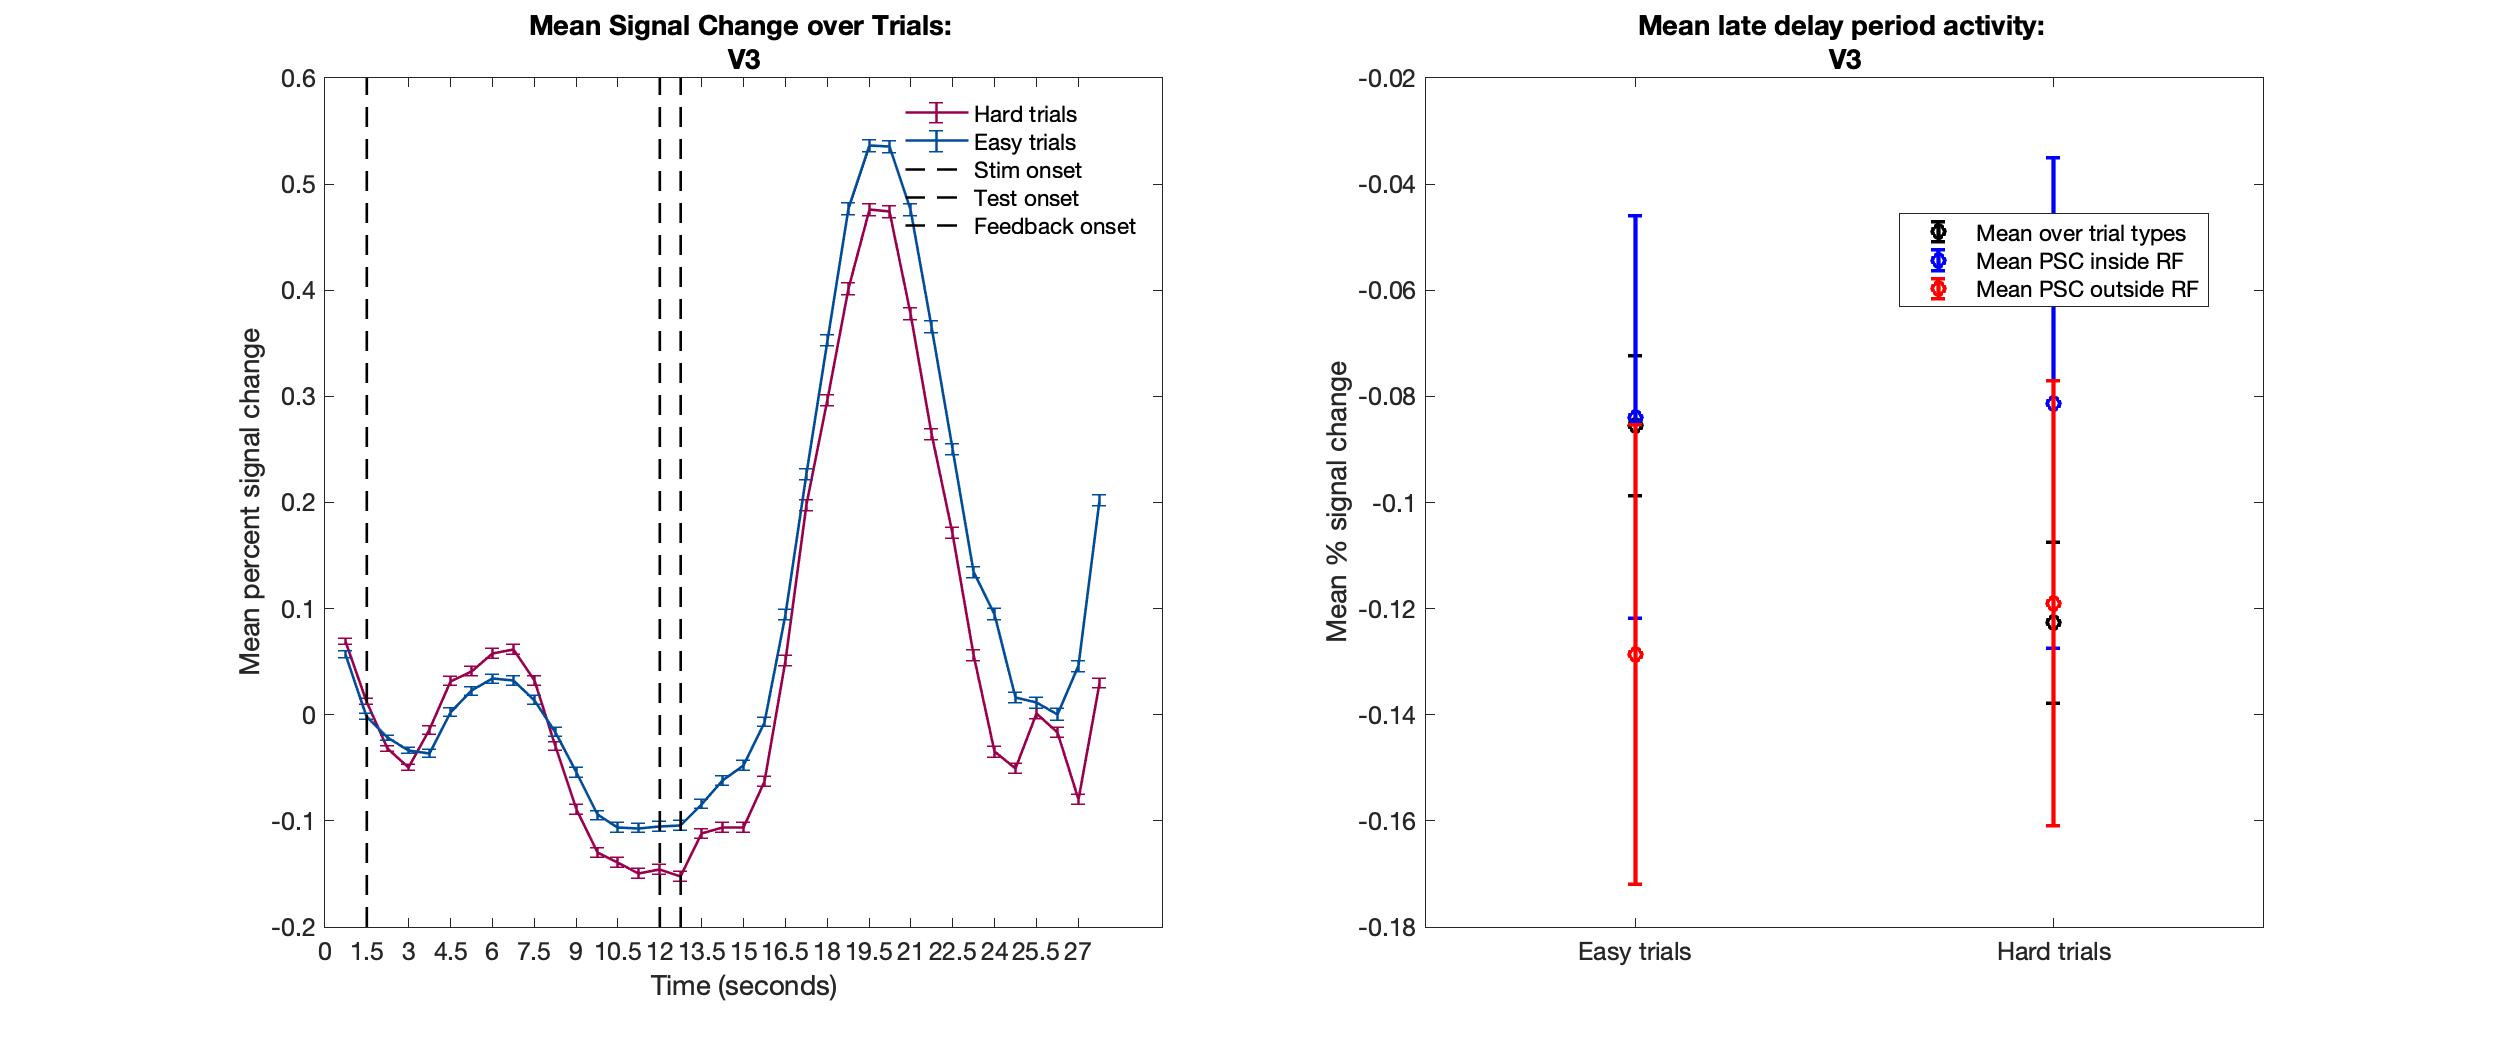 Mean Signal Change over Trials:
V3
0.6
0.5
0.4
0.3
0.2
0.1
0
-0.1
-0.2
Mean percent signal change
Hard trials
Easy trials
Stim onset
Test onset
Feedback onset
0 1.5 3 4.5 6 7.5 9 10.5 12 13.5 15 16.5 18 19.5 21 22.5 24 25.5 27
Time (seconds)
Mean late delay period activity:
V3
-0.02
-0.04
-0.06
-0.08
-0.1
-0.12
-0.14
-0.16
-0.18
Mean % signal change
Mean over trial types
Mean PSC inside RF
Mean PSC outside RF
Easy trials Hard trials